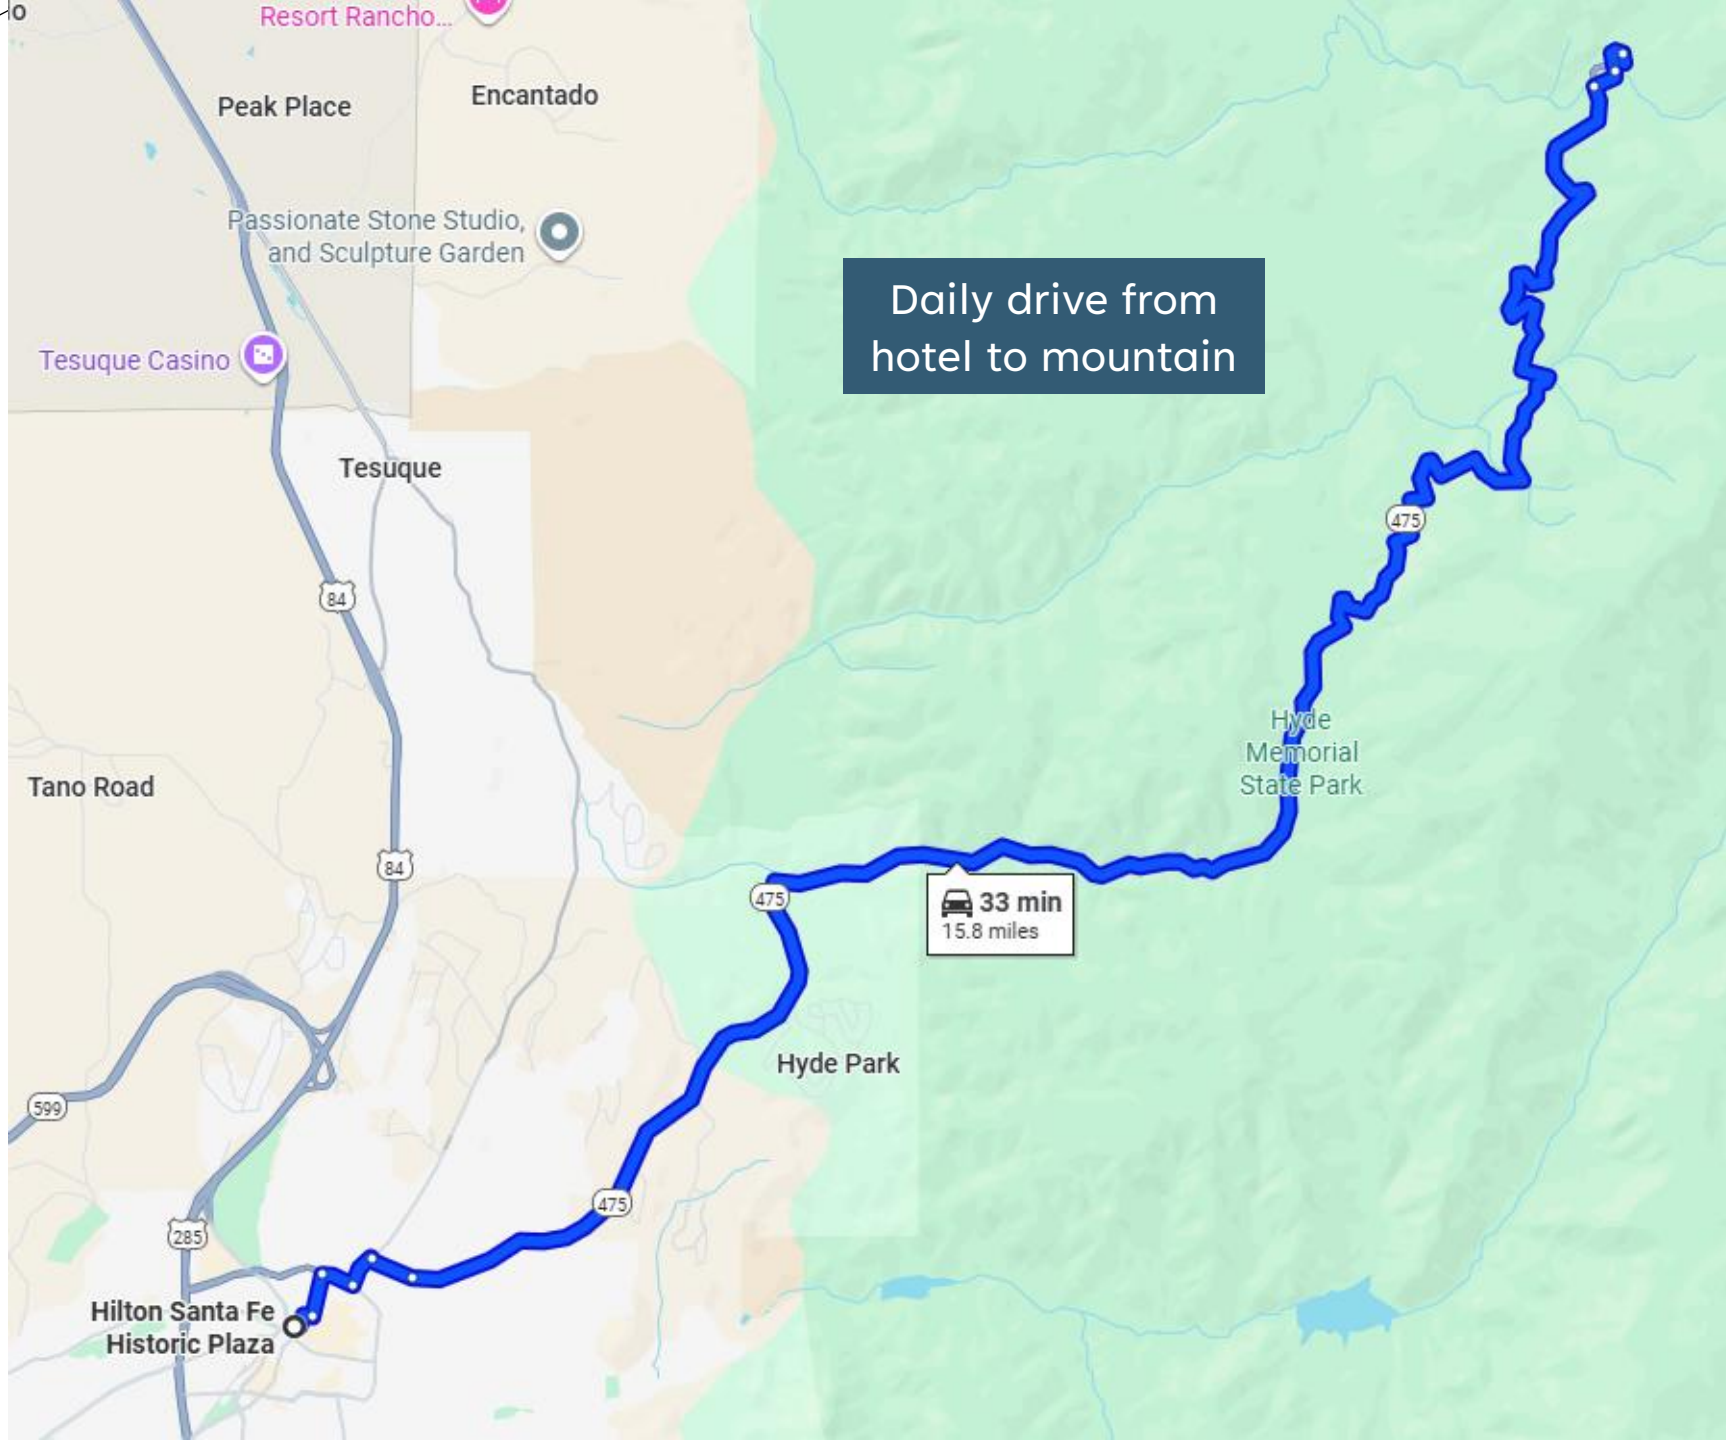 Resort Rancho...
Peak Place
Encantado
Passionate Stone Studio,
and Sculpture Garden
Daily drive from
hotel to mountain
Tesuque Casino
Tesuque
475
84
Hyde
Memorial
State Park
Tano Road
84
475
33 min
15.8 miles
Hyde Park
599
475
285
Hilton Santa Fe
Historic Plaza